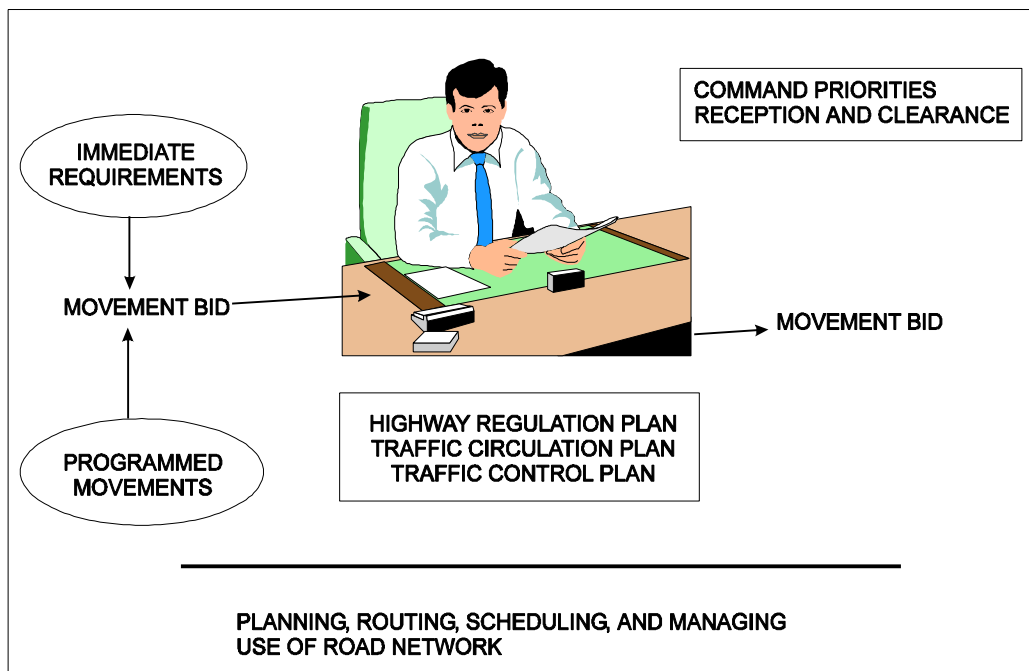 COMMAND PRIORITIES
RECEPTION AND CLEARANCE
IMMEDIATE
REQUIREMENTS
MOVEMENT BID
MOVEMENT BID
PROGRAMMED
MOVEMENTS
HIGHWAY REGULATION PLAN
TRAFFIC CIRCULATION PLAN
TRAFFIC CONTROL PLAN
PLANNING, ROUTING, SCHEDULING, AND MANAGING
USE OF ROAD NETWORK